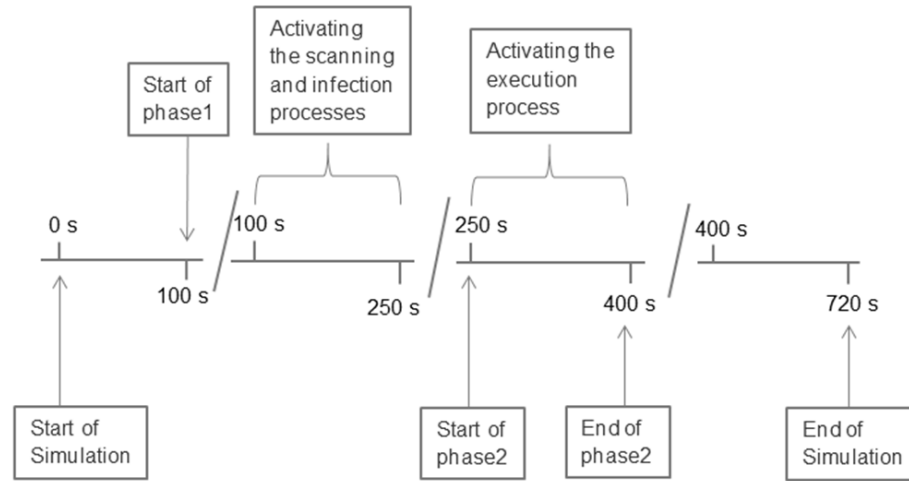 Activating
the scanning
and infection
processes
Start of
phase1
Activating the
execution
process
0 s
100 s
100 s
250 s
250 s
400 s
400 s
720 s
Start of
Simulation
Start of
phase2
End of
phase2
End of
Simulation